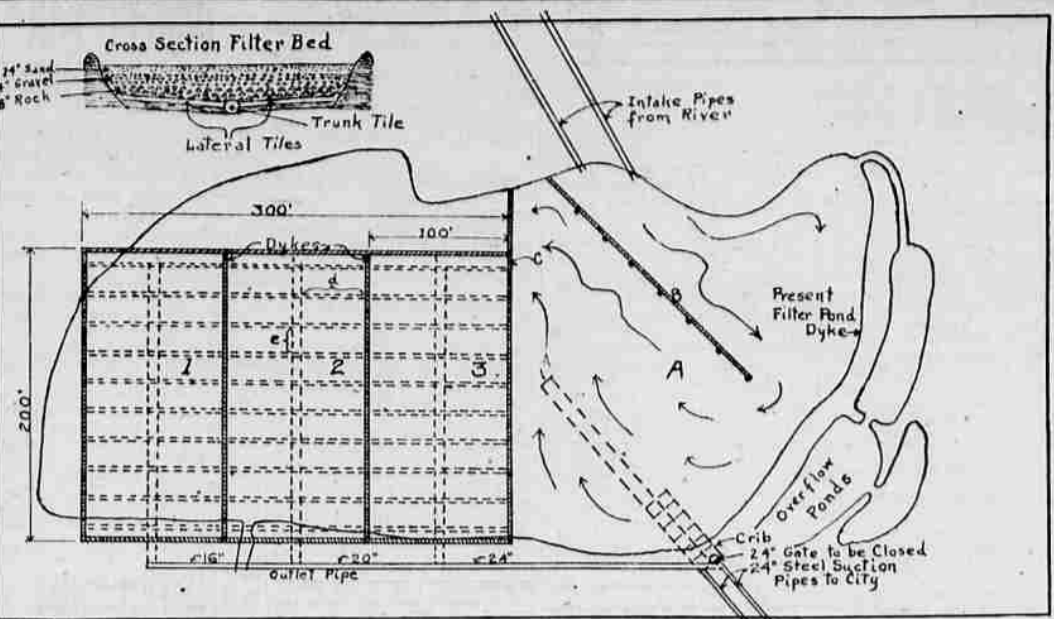 Cross Section Filter Bed
24" Sand
Gravel
Rock
Trunk Tile
Lateral Tiles
Intake Pipes
from River
300'
100'
Dykes
C
d
B
Present
Filter Pond
Dyke
e
1
2
3
A
200'
Overflow
Ponds
Crib
24" Gate to be Closed
24" Steel Suction
Pipes to City
16"
20"
24"
Outlet Pipe